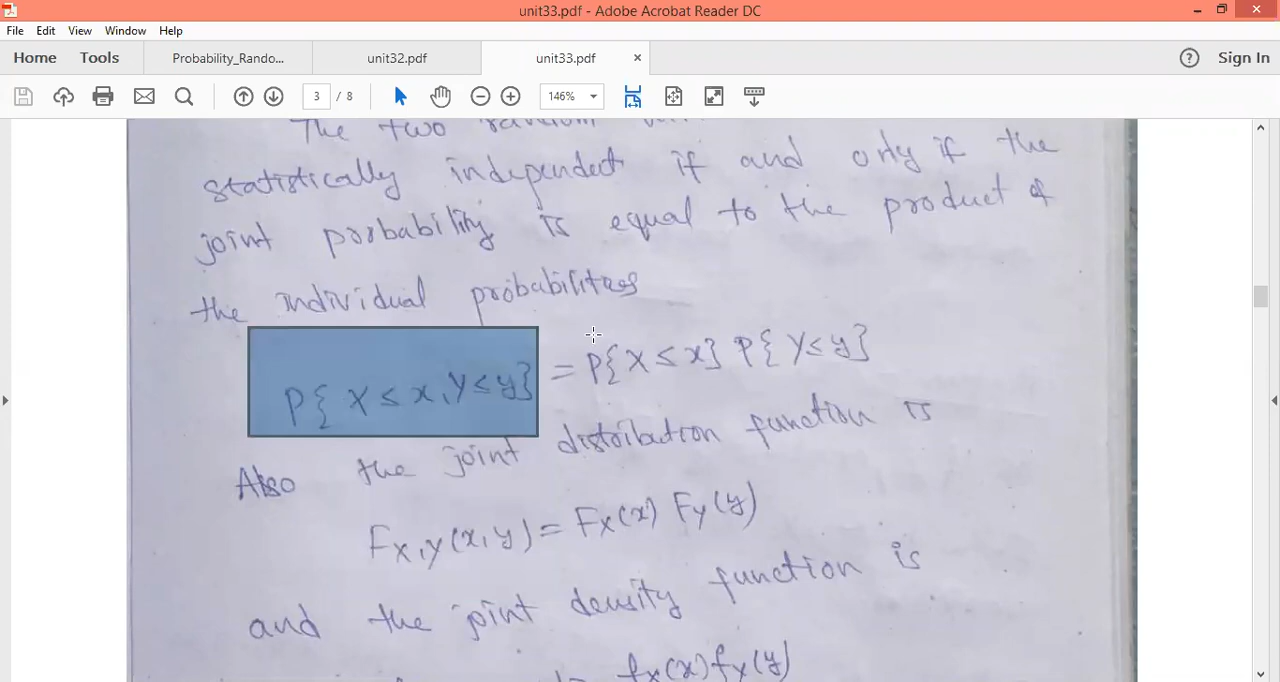 unit33.pdf - Adobe Acrobat Reader DC
File Edit View Window Help
Home Tools Probability_Rando... unit32.pdf unit33.pdf × Sign In
3 / 8 146%
The two random
statistically independent if and only if the
joint probability is equal to the product of
the individual probabilities
P{ X ≤ x, Y ≤ y} = P{X ≤ x} P{ Y ≤ y}
Also the joint distribution function is
Fx,y(x,y) = Fx(x) Fy(y)
and the joint density function is
fx(x)fy(y)